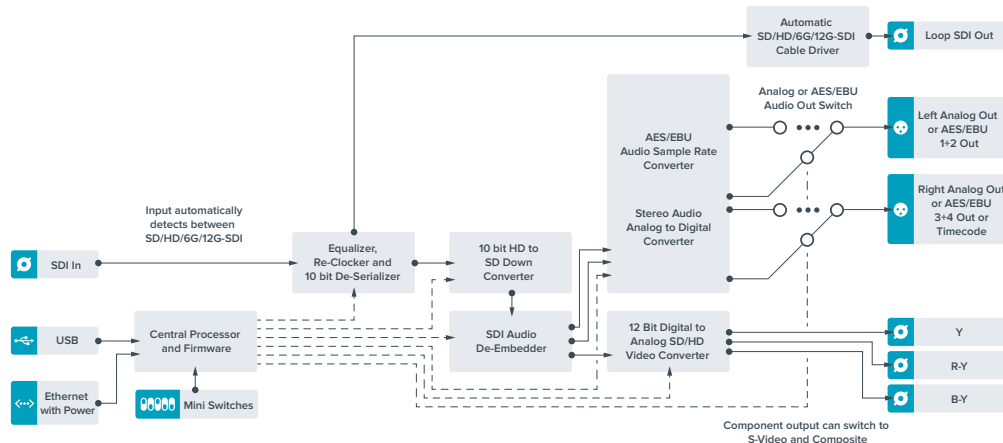 Automatic
SD/HD/6G/12G-SDI
Cable Driver
Loop SDI Out
Analog or AES/EBU
Audio Out Switch
AES/EBU
Audio Sample Rate
Converter
Left Analog Out
or AES/EBU
1+2 Out
Stereo Audio
Analog to Digital
Converter
Right Analog Out
or AES/EBU
3+4 Out or
Timecode
Input automatically
detects between
SD/HD/6G/12G-SDI
SDI In
Equalizer,
Re-Clocker and
10 bit De-Serializer
10 bit HD to
SD Down
Converter
USB
Central Processor
and Firmware
SDI Audio
De-Embedder
12 Bit Digital to
Analog SD/HD
Video Converter
Y
R-Y
B-Y
Ethernet
with Power
Mini Switches
Component output can switch to
S-Video and Composite